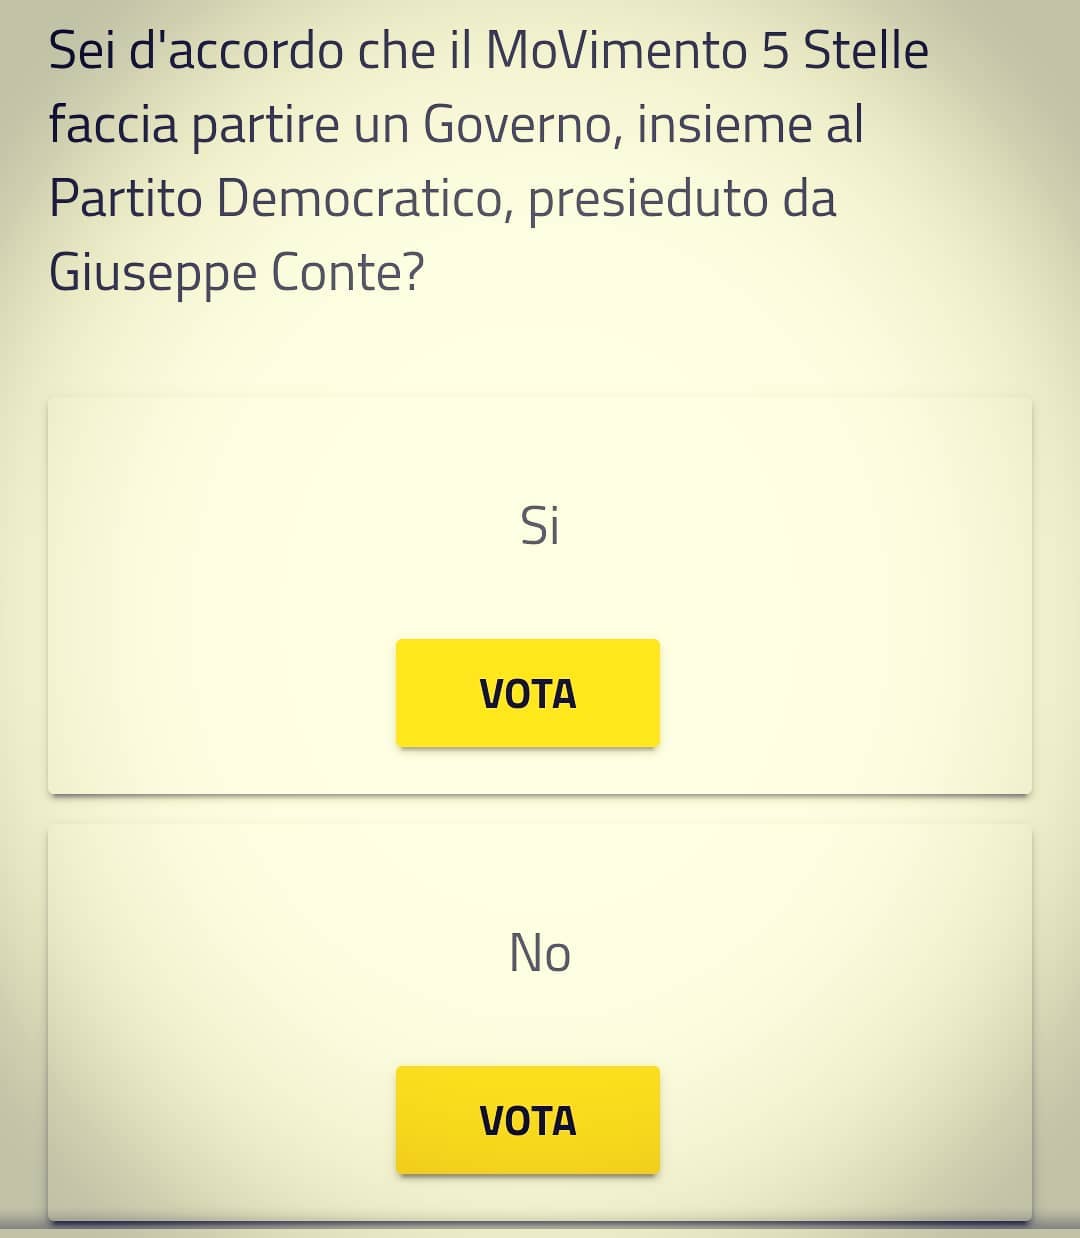 Sei d'accordo che il MoVimento 5 Stelle
faccia partire un Governo, insieme al
Partito Democratico, presieduto da
Giuseppe Conte?
Si
VOTA
No
VOTA